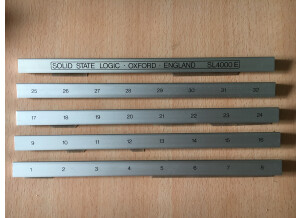 SOLID STATE LOGIC - OXFORD - ENGLAND SL4000 E
25 26 27 28 29 30 31 32
17 18 19 20 21 22 23 24
9 10 11 12 13 14 15 16
1 2 3 4 5 6 7 8